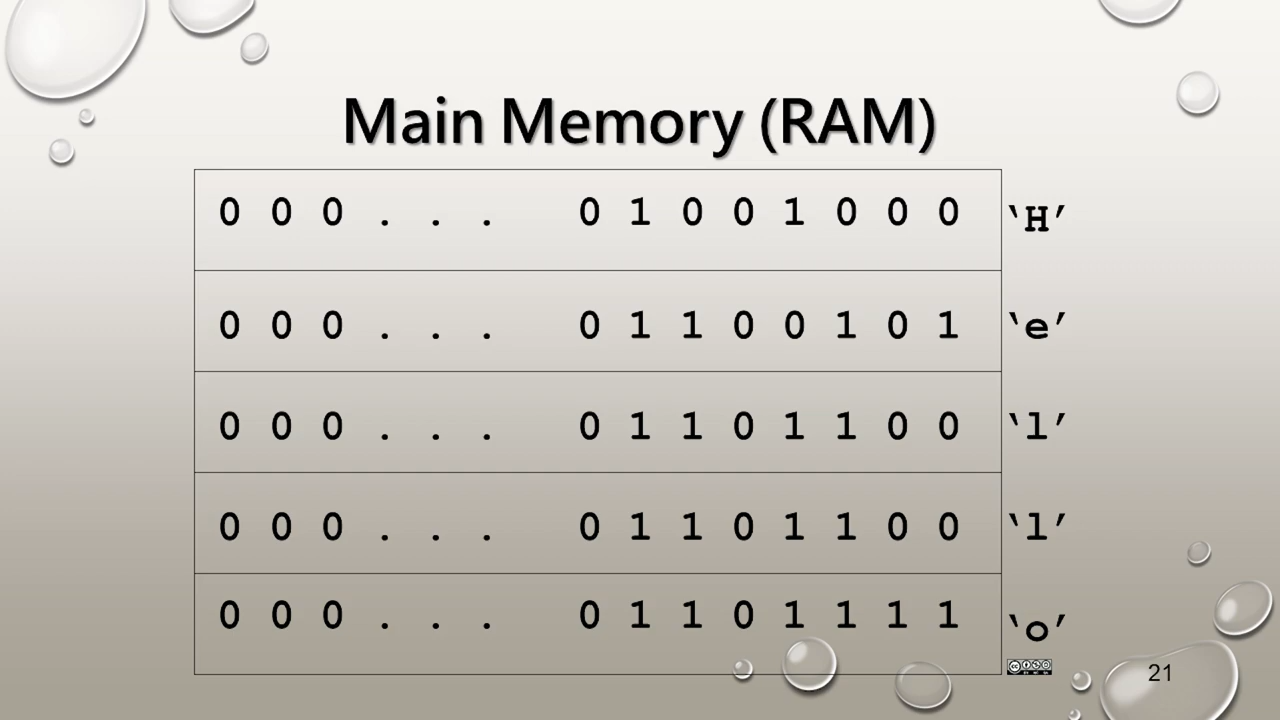 Main Memory (RAM)
0 0 0 . . . 0 1 0 0 1 0 0 0 ‘H’
0 0 0 . . . 0 1 1 0 0 1 0 1 ‘e’
0 0 0 . . . 0 1 1 0 1 1 0 0 ‘l’
0 0 0 . . . 0 1 1 0 1 1 0 0 ‘l’
0 0 0 . . . 0 1 1 0 1 1 1 1 ‘o’
21